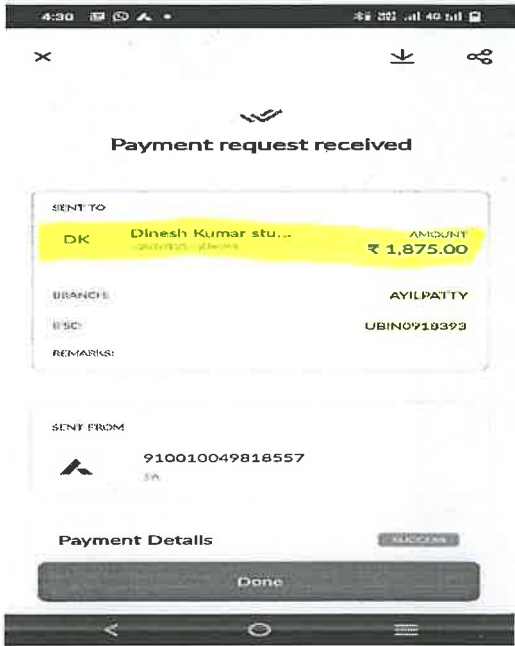 4:30
Payment request received
SENT TO
DK
Dinesh Kumar stu...
AMOUNT
₹ 1,875.00
BRANCH:
AYILPATTY
IFSC:
UBIN0918393
REMARKS:
SENT FROM
910010049818557
SA
Payment Details
SUCCESS
Done